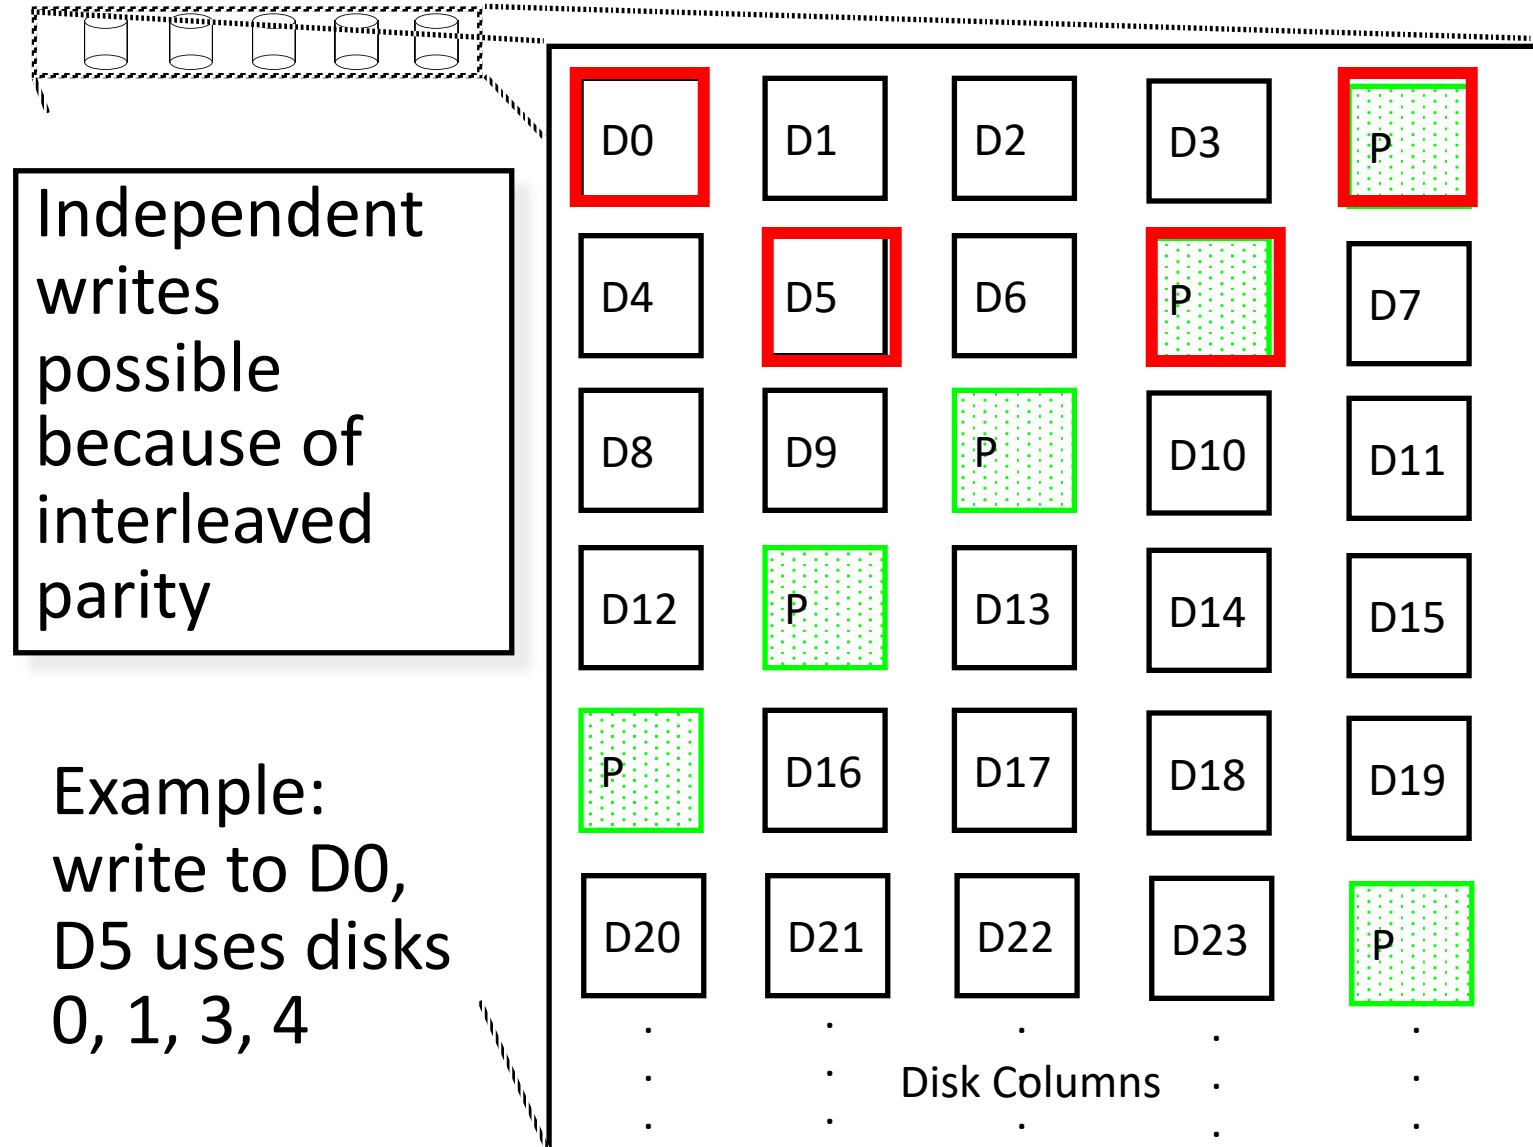 Independent
writes
possible
because of
interleaved
parity
Example:
write to D0,
D5 uses disks
0, 1, 3, 4
D0 D1 D2 D3 P
D4 D5 D6 P D7
D8 D9 P D10 D11
D12 P D13 D14 D15
P D16 D17 D18 D19
D20 D21 D22 D23 P
. . . . .
. . Disk Columns . .
. . . . .